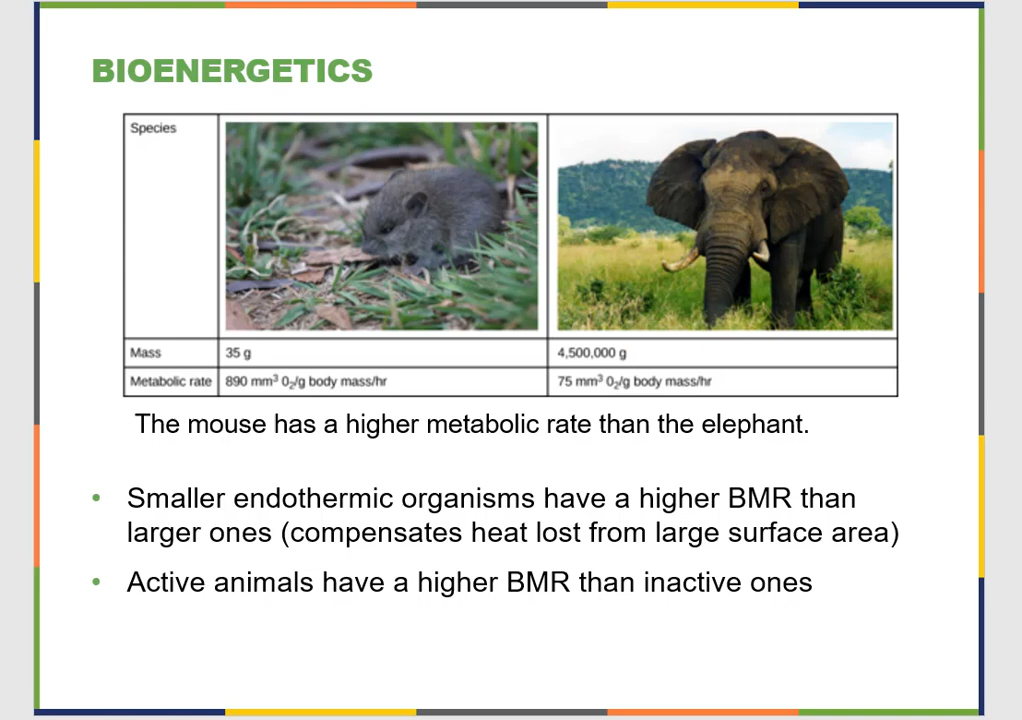 BIOENERGETICS
Species
Mass 35 g 4,500,000 g
Metabolic rate 890 mm³ 0₂/g body mass/hr 75 mm³ 0₂/g body mass/hr
The mouse has a higher metabolic rate than the elephant.
• Smaller endothermic organisms have a higher BMR than
larger ones (compensates heat lost from large surface area)
• Active animals have a higher BMR than inactive ones